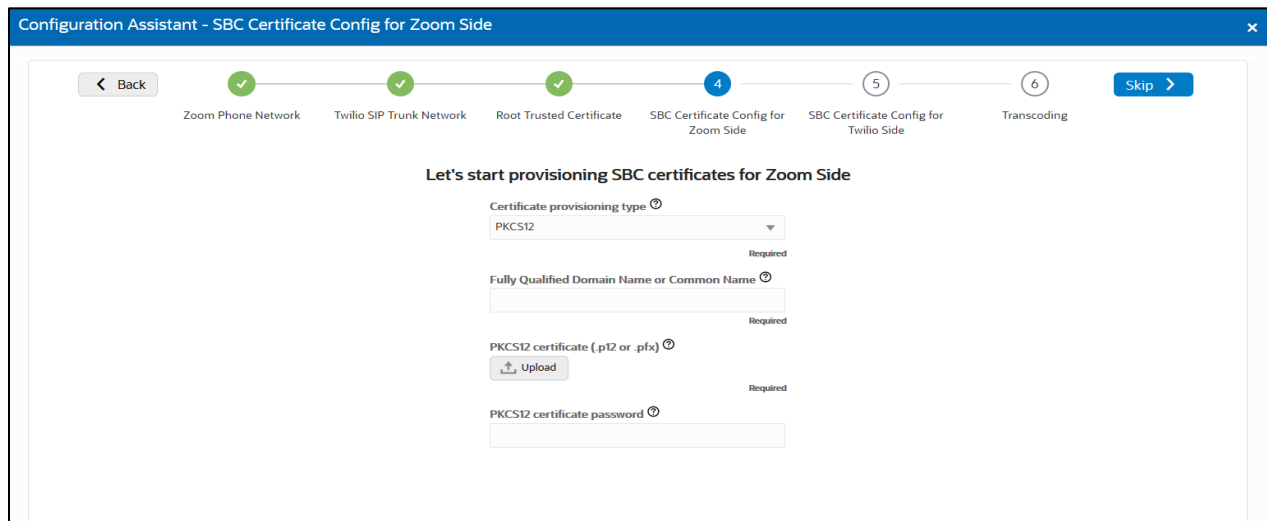 Configuration Assistant - SBC Certificate Config for Zoom Side ×
Back 4 5 6 Skip
Zoom Phone Network Twilio SIP Trunk Network Root Trusted Certificate SBC Certificate Config for SBC Certificate Config for Transcoding
Zoom Side Twilio Side
Let's start provisioning SBC certificates for Zoom Side
Certificate provisioning type ?
PKCS12
Required
Fully Qualified Domain Name or Common Name ?
Required
PKCS12 certificate (.p12 or .pfx) ?
Upload
Required
PKCS12 certificate password ?